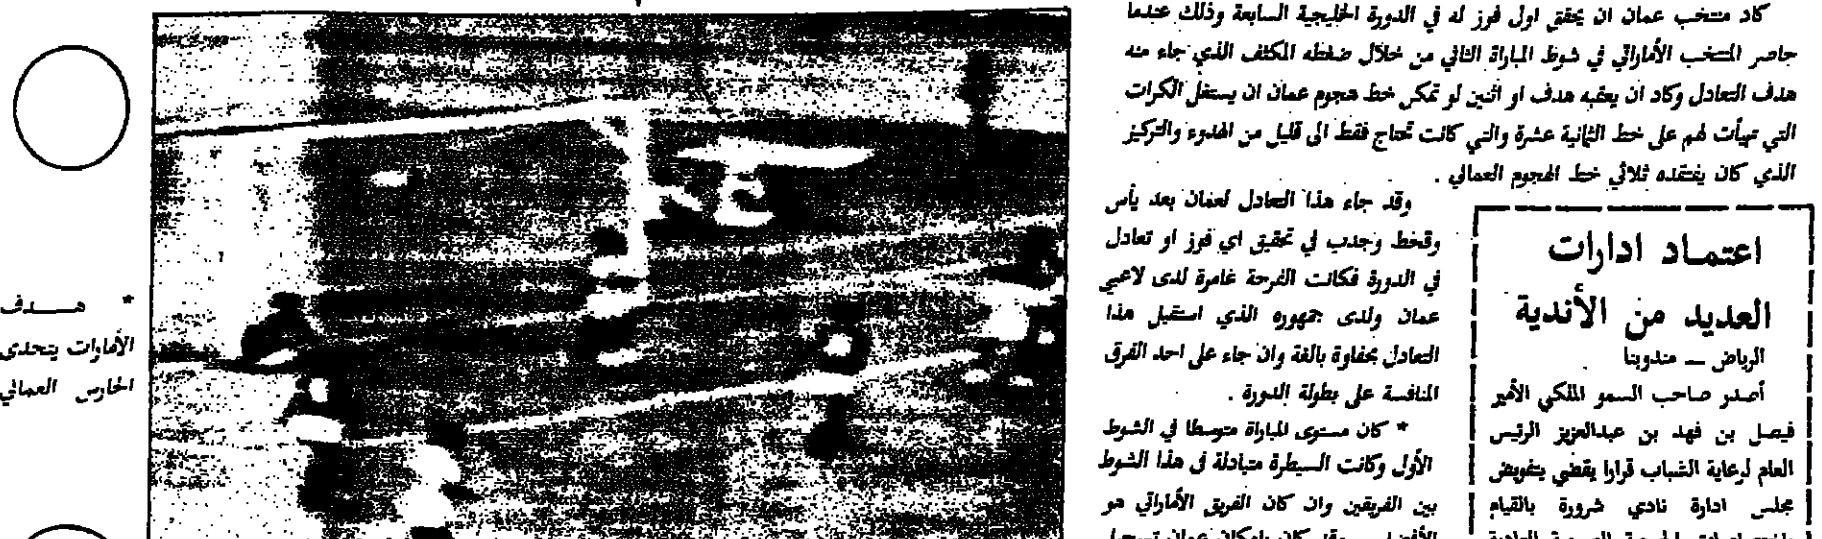 كاد منتخب عمان ان يحقق اول فوز له في الدورة الخليجية السابعة وذلك عندما
حاصر المنتخب الأماراتي في شوط المباراة الثاني من خلال ضغطه المكثف الذي جاء منه
هدف التعادل وكاد ان يعقبه هدف او اثنين لو تمكن خط هجوم عمان ان يستغل الكرات
التي تهيأت لهم على خط الثمانية عشرة والتي كانت تحتاج فقط الى قليل من الهدوء والتركيز
الذي كان يفتقده ثلاثي خط الهجوم العماني .
وقد جاء هذا التعادل لعمان بعد يأس
وقحط وجدب في تحقيق اي فوز او تعادل
في الدورة فكانت الفرحة غامرة لدى لاعبي
عمان ولدى جمهوره الذي استقبل هذا
التعادل بحفاوة بالغة وان جاء على احد الفرق
المنافسة على بطولة الدورة .
* كان مستوى المباراة متوسطا في الشوط
الأول وكانت السيطرة متبادلة في هذا الشوط
بين الفريقين وان كان الفريق الأماراتي هو
اعتماد ادارات
العديد من الأندية
الرياض ــ مندوبنا
أصدر صاحب السمو الملكي الأمير
فيصل بن فهد بن عبدالعزيز الرئيس
العام لرعاية الشباب قرارا يقضي بتفويض
مجلس ادارة نادي شرورة بالقيام
* هـــدف
الأمارات يتحدى
الحارس العماني